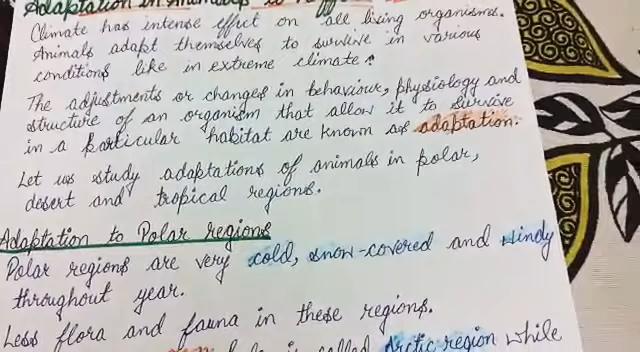 Adaptation in Animals to
Climate has intense effect on all living organisms.
Animals adapt themselves to survive in various
conditions like in extreme climate.
The adjustments or changes in behaviour, physiology and
structure of an organism that allow it to survive
in a particular habitat are known as adaptation.
Let us study adaptations of animals in polar,
desert and tropical regions.
Adaptation to Polar regions
Polar regions are very cold, snow-covered and windy
throughout year.
Less flora and fauna in these regions.
is called Arctic region while